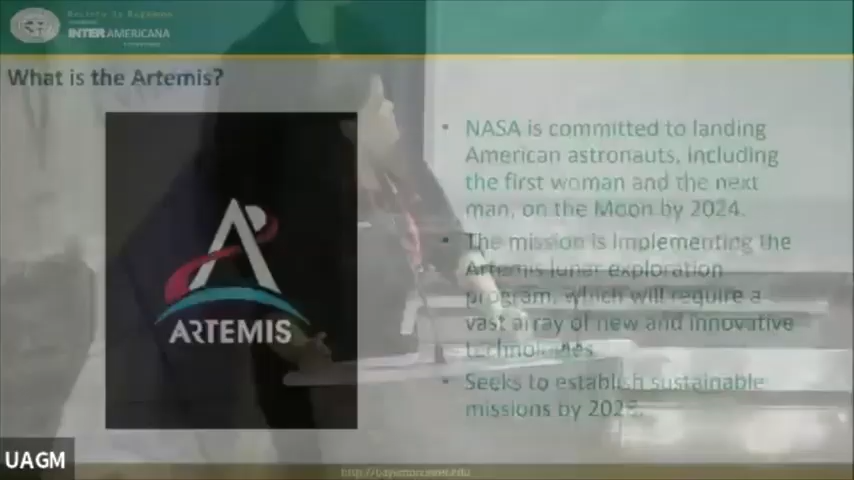 INTERAMERICANA
What is the Artemis?
ARTEMIS
• NASA is committed to landing
American astronauts, including
the first woman and the next
man, on the Moon by 2024.
• The mission is implementing the
Artemis lunar exploration
program, which will require a
vast array of new and innovative
technologies
• Seeks to establish sustainable
missions by
UAGM